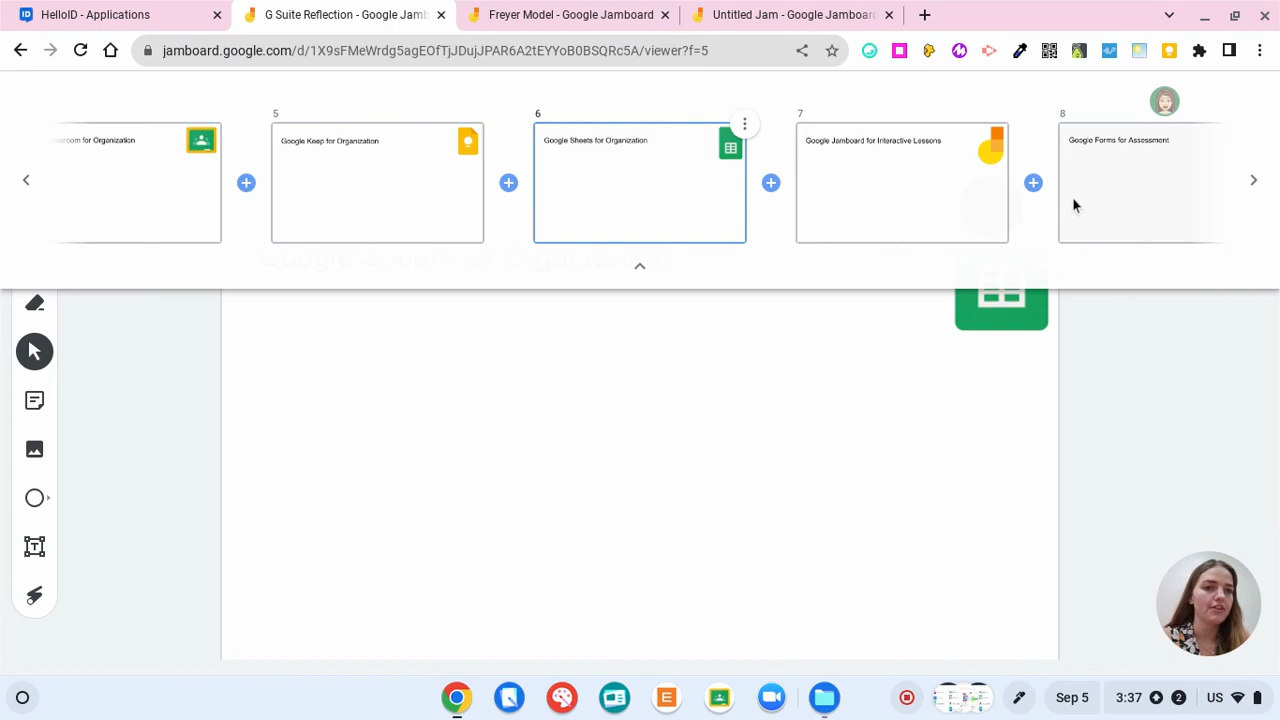 HelloID - Applications
G Suite Reflection - Google Jamb
Freyer Model - Google Jamboard
Untitled Jam - Google Jamboard
jamboard.google.com/d/1X9sFMeWrdg5agEOfTjJDujJPAR6A2tEYYoB0BSQRc5A/viewer?f=5
5
6
7
8
for Organization
Google Keep for Organization
Google Sheets for Organization
Google Jamboard for Interactive Lessons
Google Forms for Assessment
Sep 5
3:37
2
US